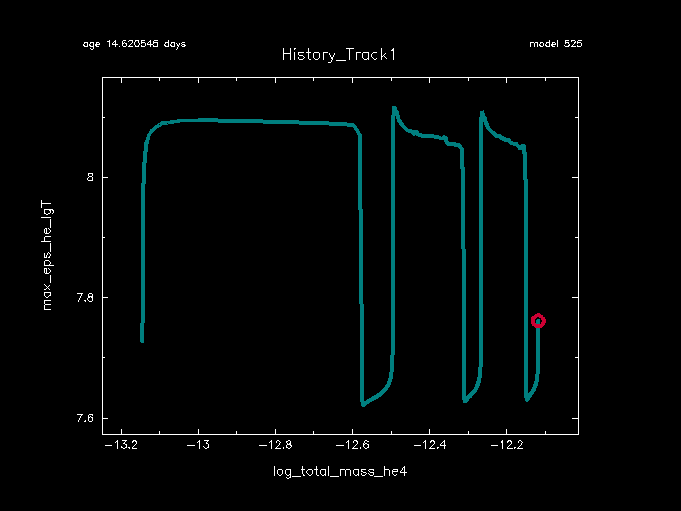 age 14.620545 days
model 525
History_Track1
8
7.8
7.6
max_eps_he_lgT
-13.2
-13
-12.8
-12.6
-12.4
-12.2
log_total_mass_he4